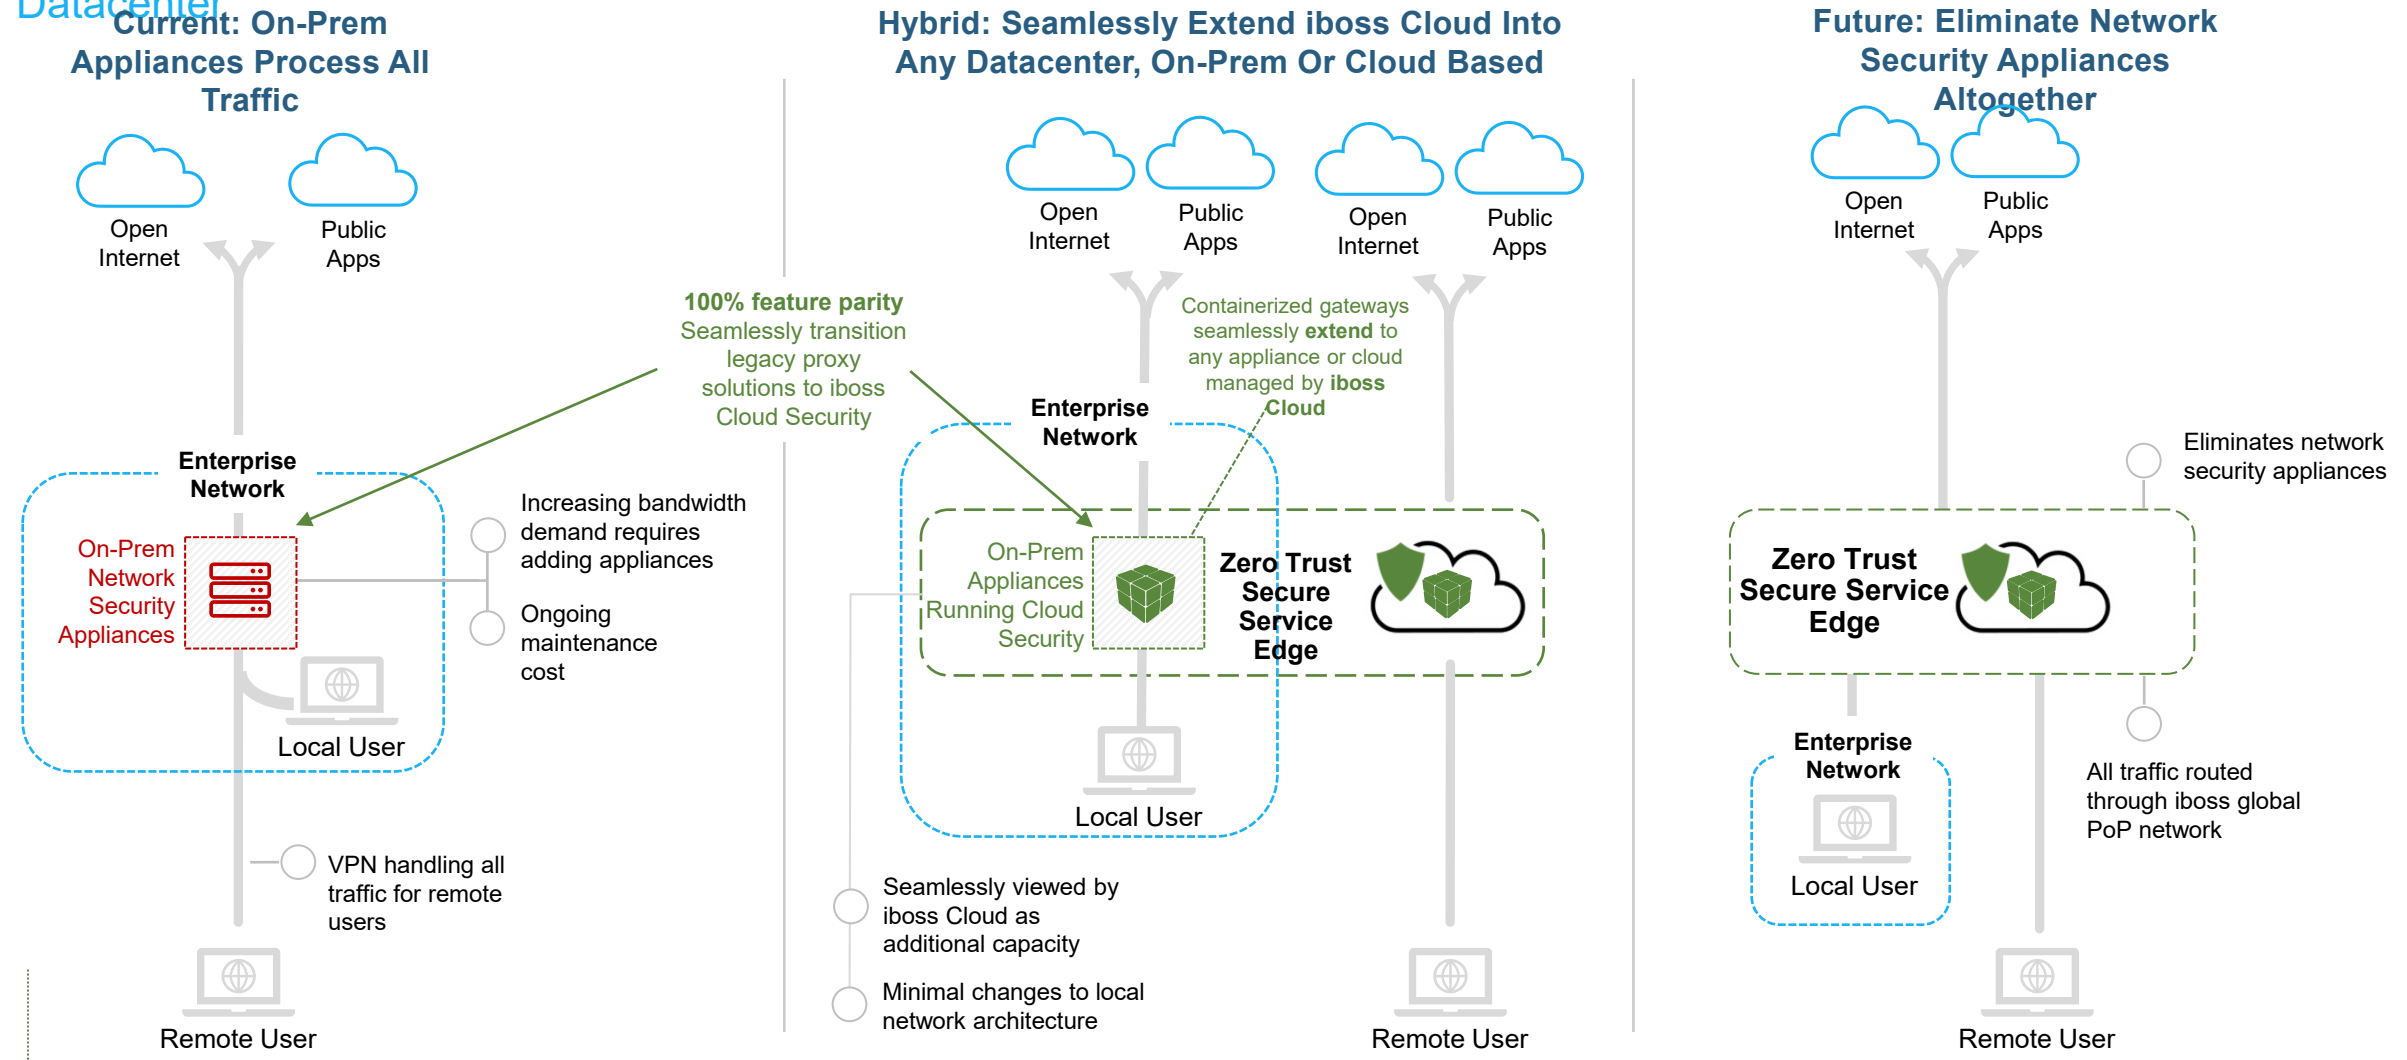 Datacenter
Current: On-Prem
Appliances Process All
Traffic
Open
Internet
Public
Apps
Enterprise
Network
On-Prem
Network
Security
Appliances
Increasing bandwidth
demand requires
adding appliances
Ongoing
maintenance
cost
Local User
VPN handling all
traffic for remote
users
Remote User
100% feature parity
Seamlessly transition
legacy proxy
solutions to iboss
Cloud Security
Hybrid: Seamlessly Extend iboss Cloud Into
Any Datacenter, On-Prem Or Cloud Based
Open
Internet
Public
Apps
Open
Internet
Public
Apps
Containerized gateways
seamlessly extend to
any appliance or cloud
managed by iboss
Cloud
Enterprise
Network
On-Prem
Appliances
Running Cloud
Security
Zero Trust
Secure
Service
Edge
Local User
Seamlessly viewed by
iboss Cloud as
additional capacity
Minimal changes to local
network architecture
Remote User
Future: Eliminate Network
Security Appliances
Altogether
Open
Internet
Public
Apps
Eliminates network
security appliances
Zero Trust
Secure Service
Edge
Enterprise
Network
Local User
All traffic routed
through iboss global
PoP network
Remote User